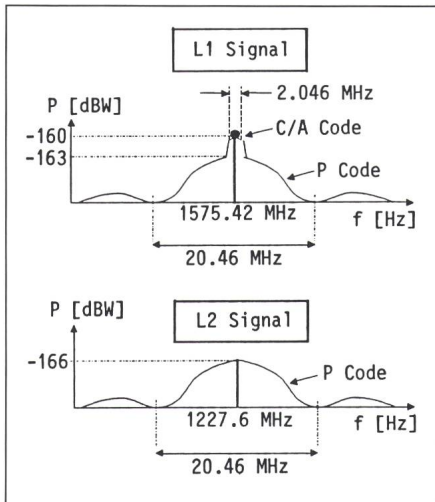 L1 Signal
P [dBW]
2.046 MHz
-160
C/A Code
-163
P Code
1575.42 MHz
f [Hz]
20.46 MHz
P [dBW]
L2 Signal
-166
P Code
1227.6 MHz
f [Hz]
20.46 MHz